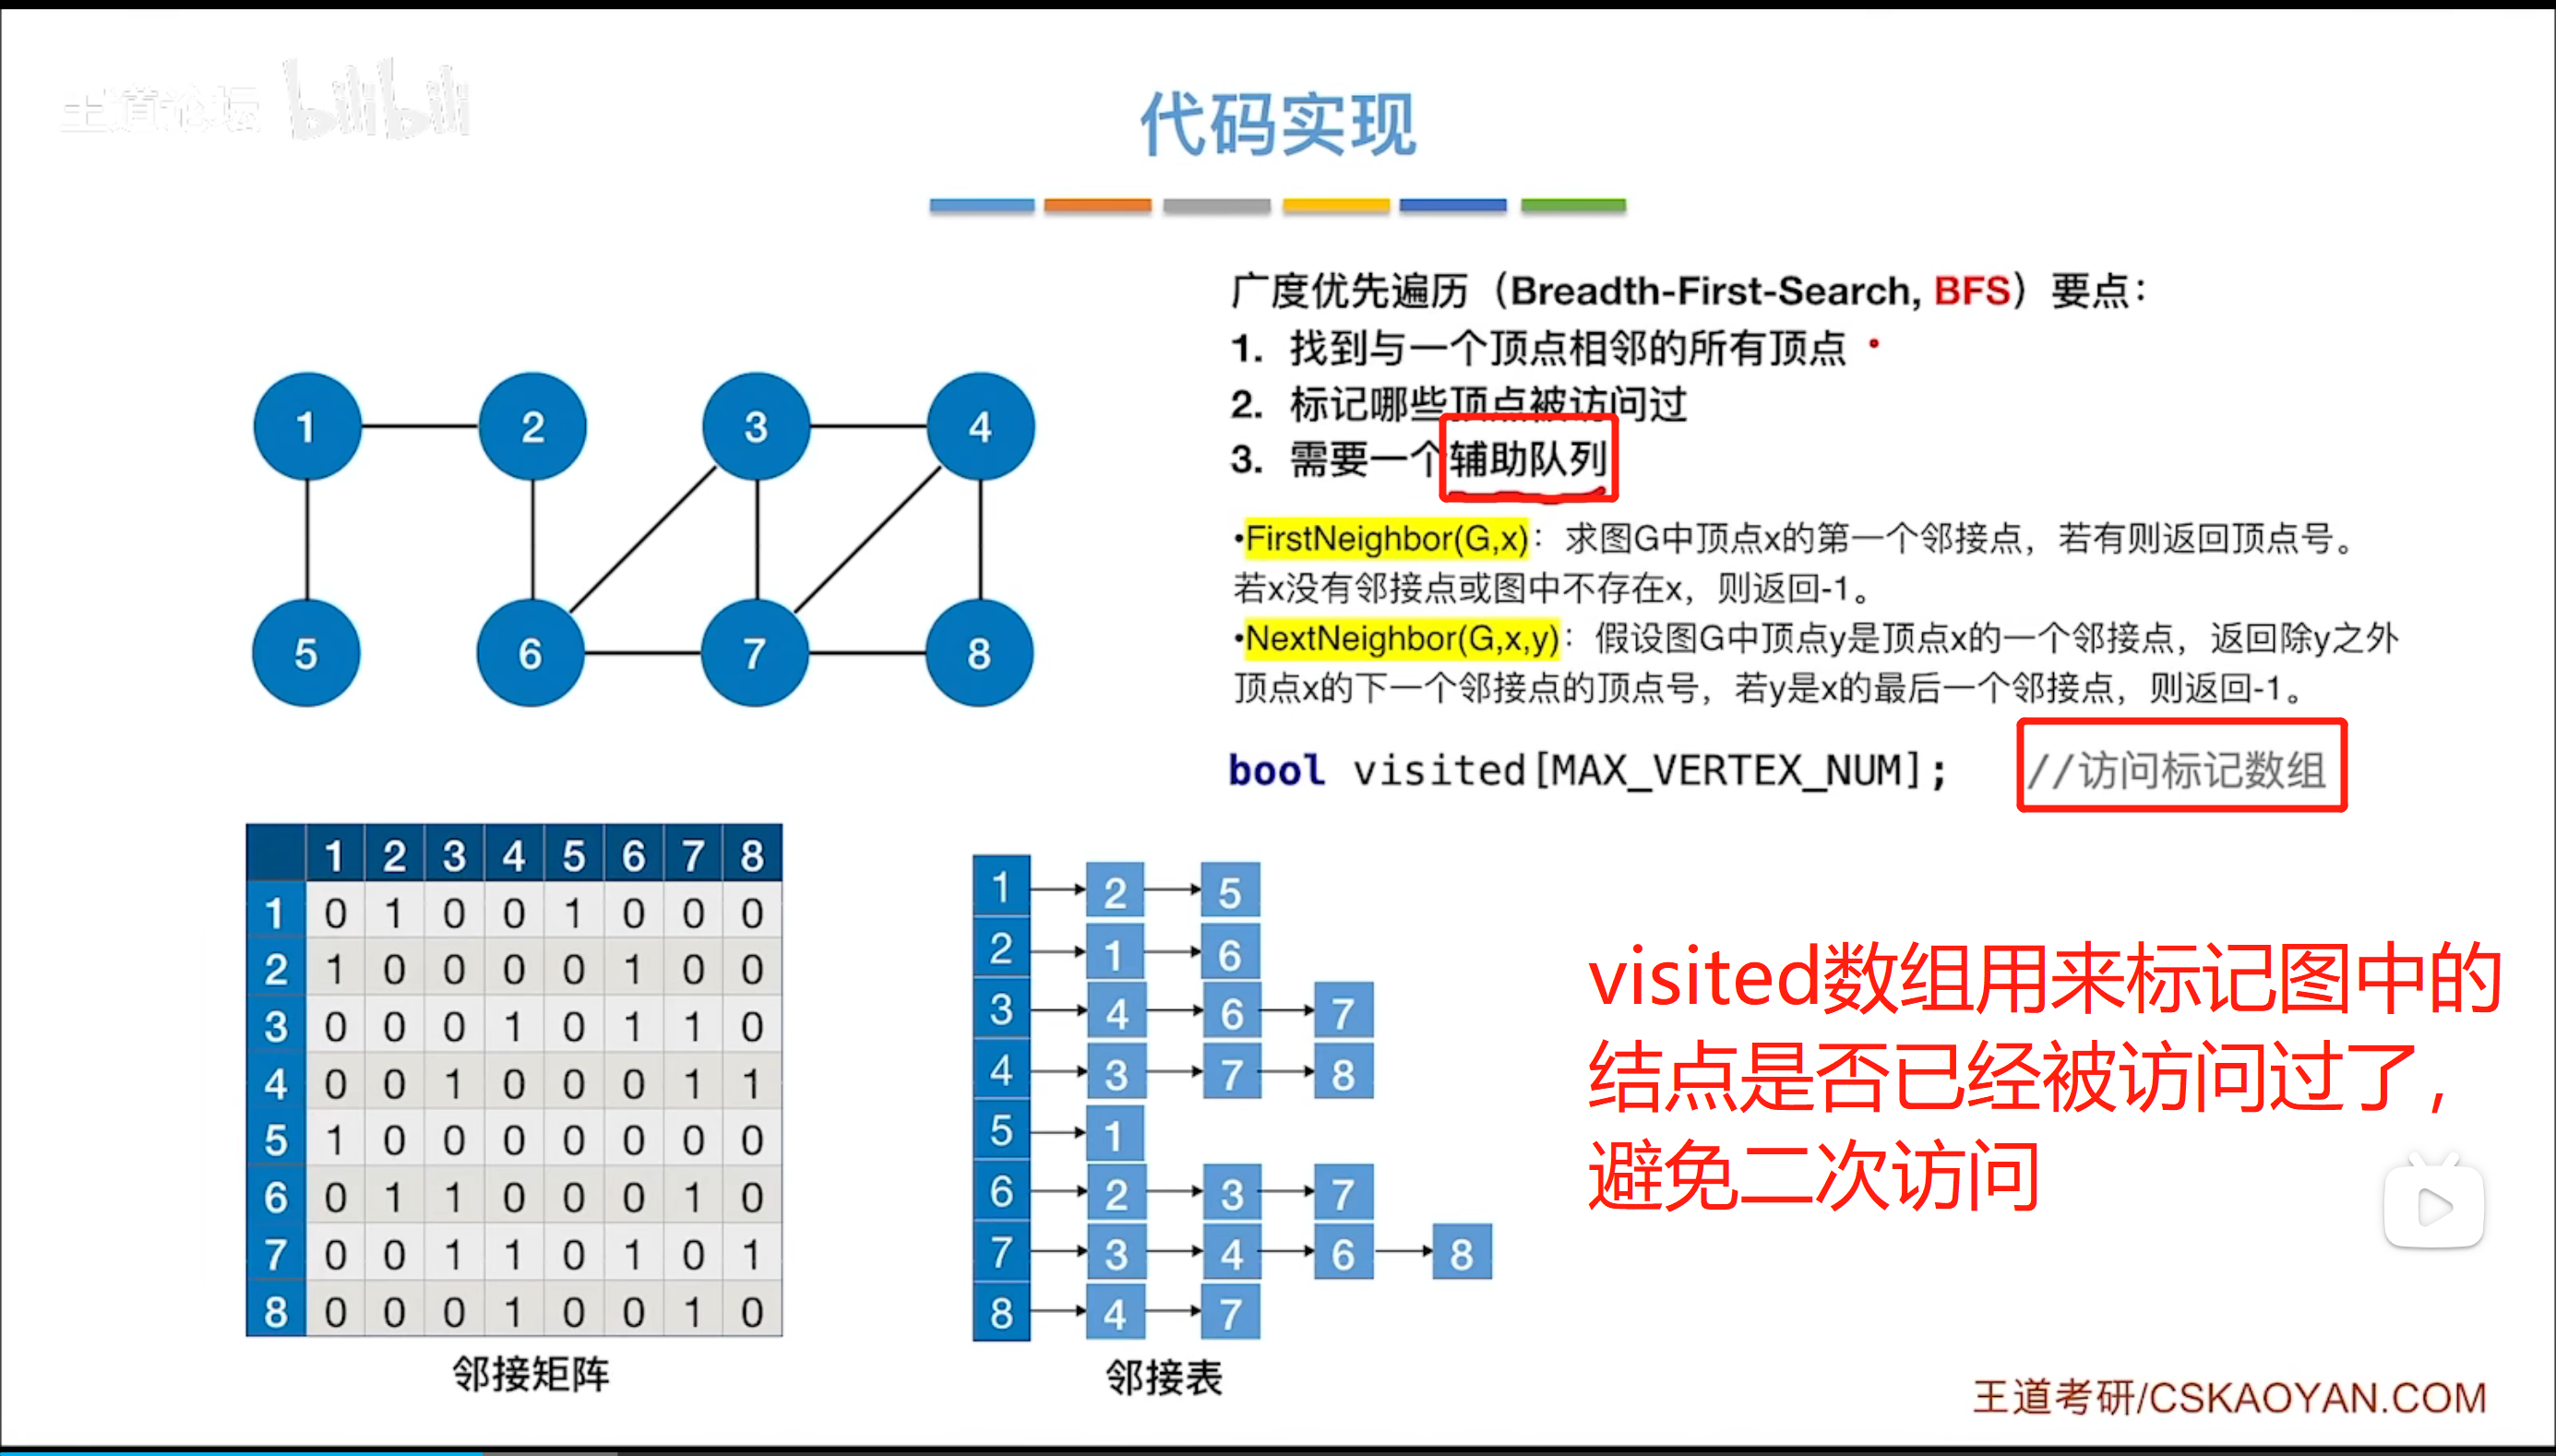 王道论坛 bilibili
代码实现
广度优先遍历（Breadth-First-Search, BFS）要点：
1. 找到与一个顶点相邻的所有顶点
2. 标记哪些顶点被访问过
3. 需要一个辅助队列
•FirstNeighbor(G,x)：求图G中顶点x的第一个邻接点，若有则返回顶点号。
若x没有邻接点或图中不存在x，则返回-1。
•NextNeighbor(G,x,y)：假设图G中顶点y是顶点x的一个邻接点，返回除y之外
顶点x的下一个邻接点的顶点号，若y是x的最后一个邻接点，则返回-1。
bool visited[MAX_VERTEX_NUM]; //访问标记数组
1 2 3 4
5 6 7 8
1 2 3 4 5 6 7 8
1 0 1 0 0 1 0 0 0
2 1 0 0 0 0 1 0 0
3 0 0 0 1 0 1 1 0
4 0 0 1 0 0 0 1 1
5 1 0 0 0 0 0 0 0
6 0 1 1 0 0 0 1 0
7 0 0 1 1 0 1 0 1
8 0 0 0 1 0 0 1 0
邻接矩阵
1 2 5
2 1 6
3 4 6 7
4 3 7 8
5 1
6 2 3 7
7 3 4 6 8
8 4 7
邻接表
visited数组用来标记图中的
结点是否已经被访问过了，
避免二次访问
王道考研/CSKAOYAN.COM